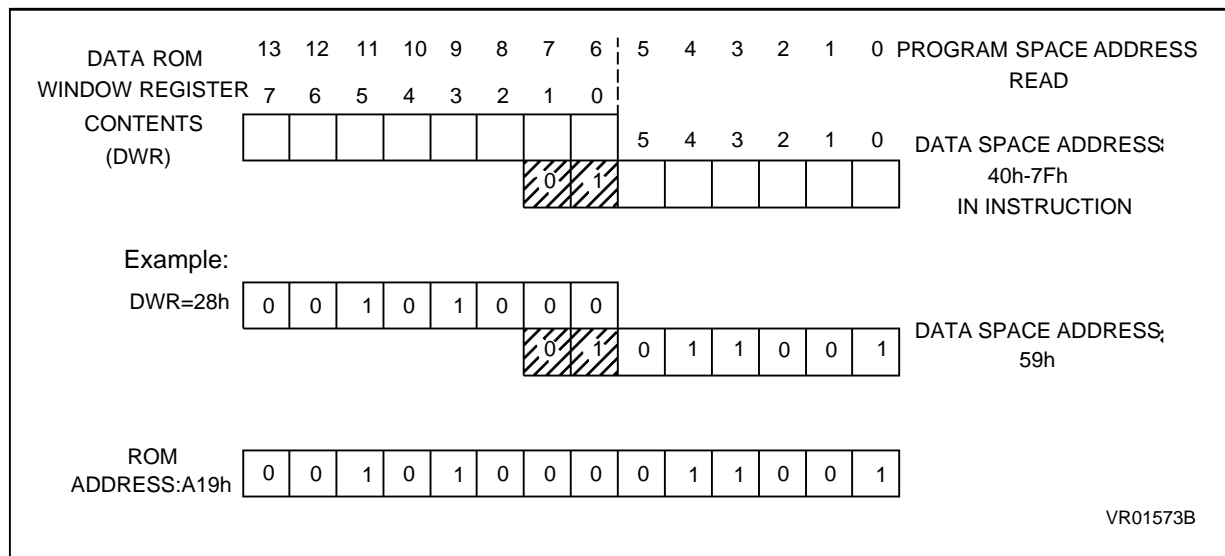 DATA ROM 13 12 11 10 9 8 7 6 5 4 3 2 1 0 PROGRAM SPACE ADDRESS
WINDOW REGISTER 7 6 5 4 3 2 1 0 READ
CONTENTS
(DWR)
5 4 3 2 1 0 DATA SPACE ADDRESS:
0 1 40h-7Fh
IN INSTRUCTION
Example:
DWR=28h 0 0 1 0 1 0 0 0
0 1 0 1 1 0 0 1 DATA SPACE ADDRESS:
59h
ROM
ADDRESS:A19h 0 0 1 0 1 0 0 0 0 1 1 0 0 1
VR01573B